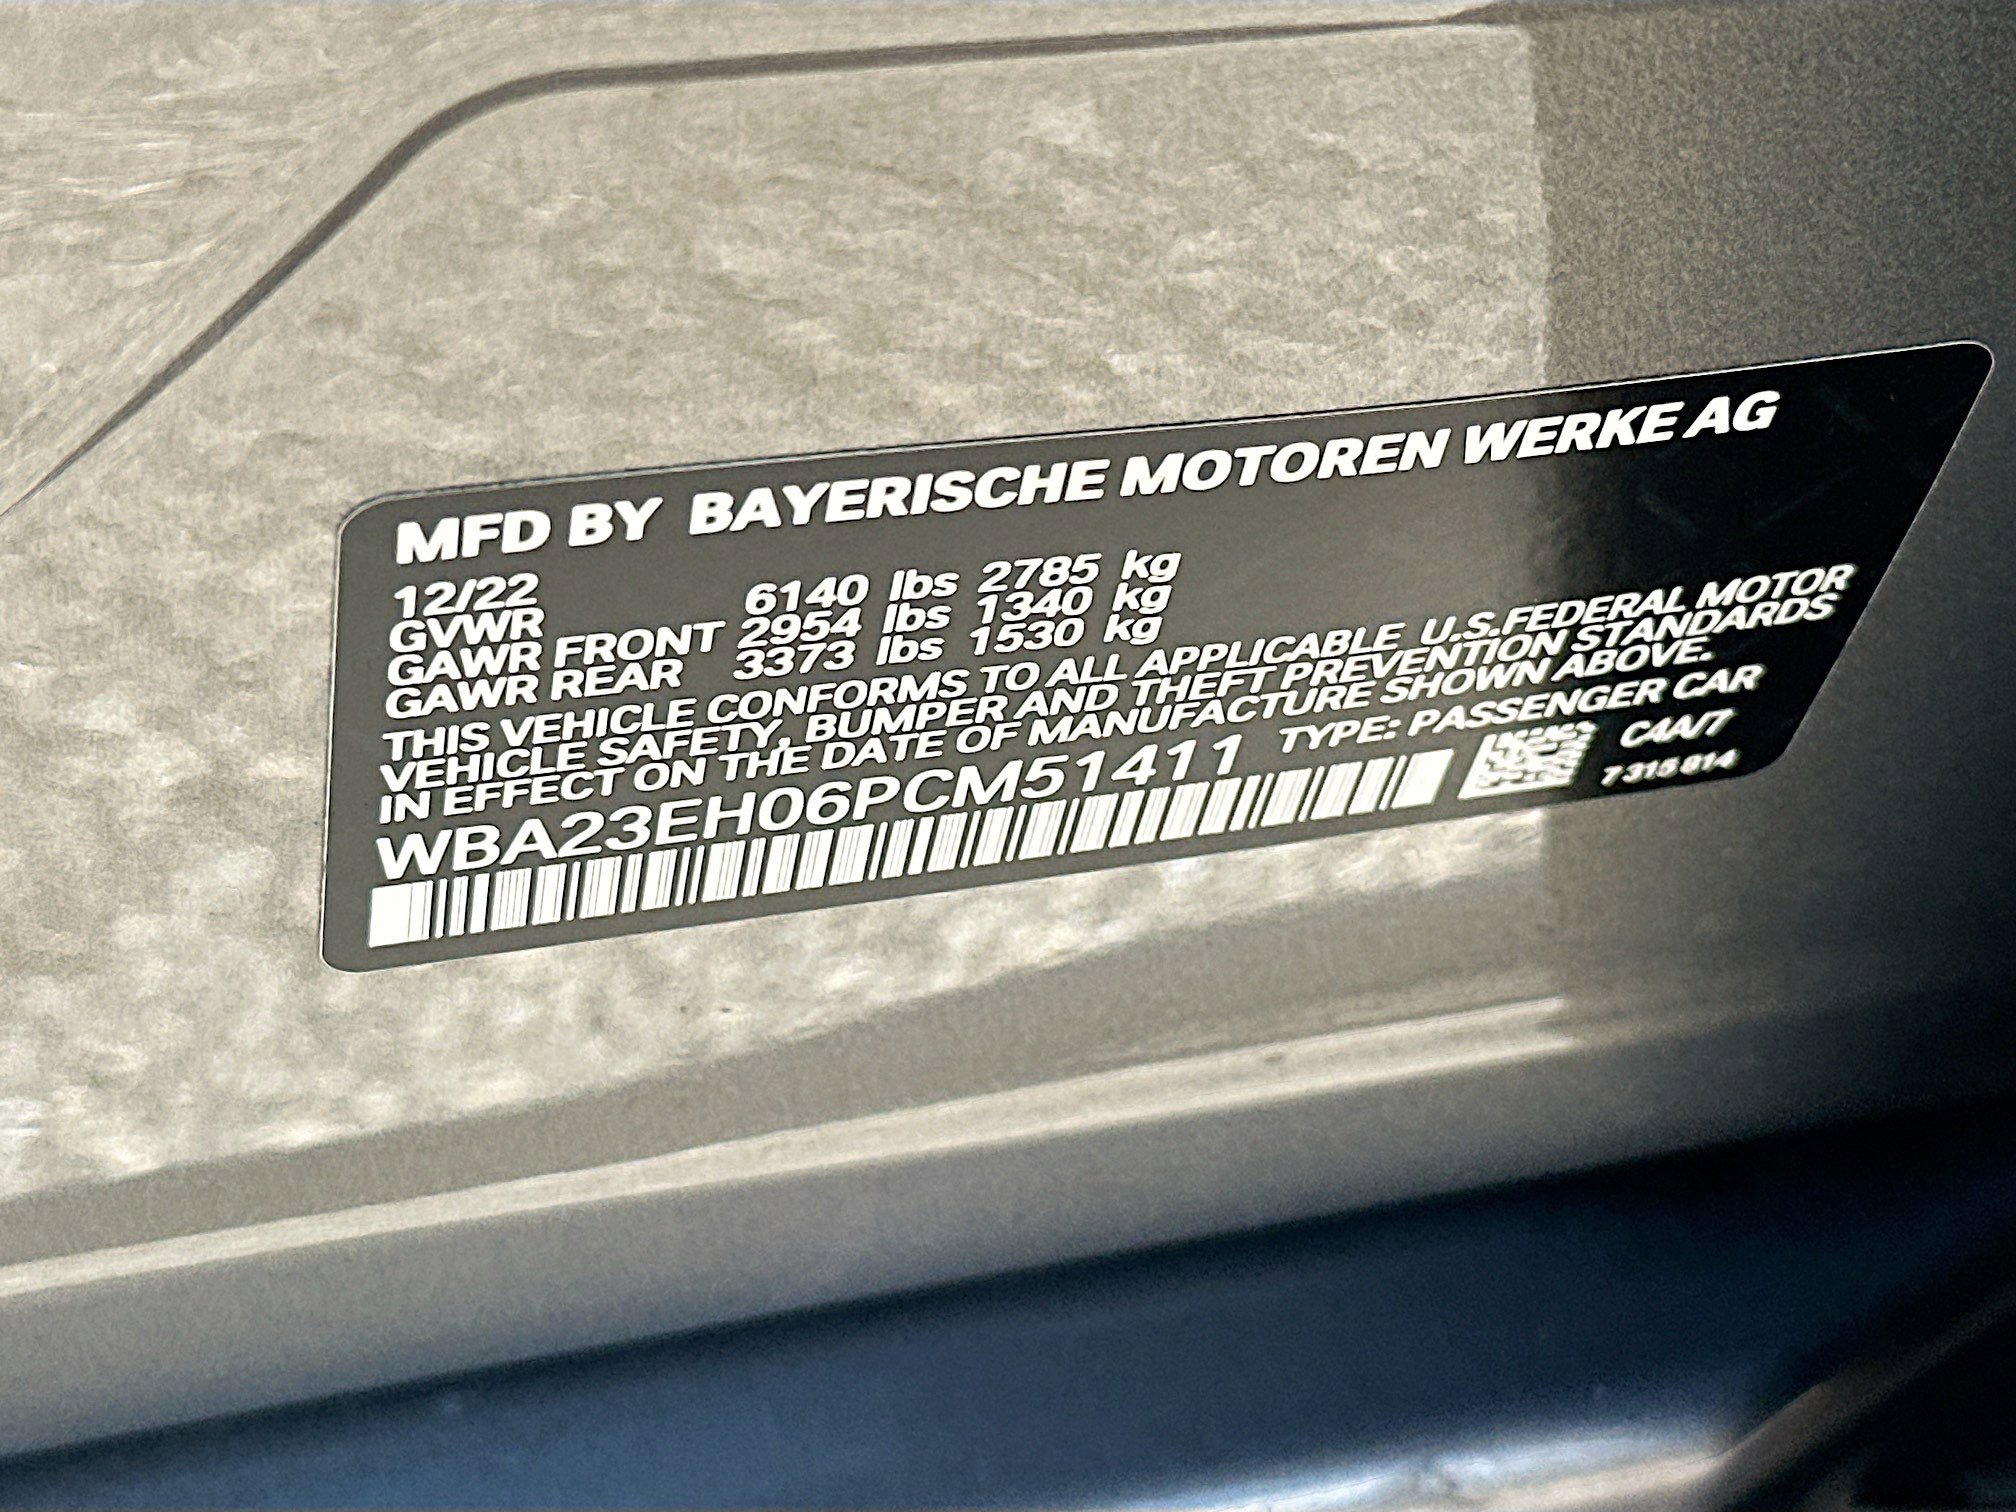 MFD BY BAYERISCHE MOTOREN WERKE AG
12/22
GVWR 6140 lbs 2785 kg
GAWR FRONT 2954 lbs 1340 kg
GAWR REAR 3373 lbs 1530 kg
THIS VEHICLE CONFORMS TO ALL APPLICABLE U.S.FEDERAL MOTOR
VEHICLE SAFETY, BUMPER AND THEFT PREVENTION STANDARDS
IN EFFECT ON THE DATE OF MANUFACTURE SHOWN ABOVE.
WBA23EH06PCM51411 TYPE: PASSENGER CAR
C4A/7
7 315 814